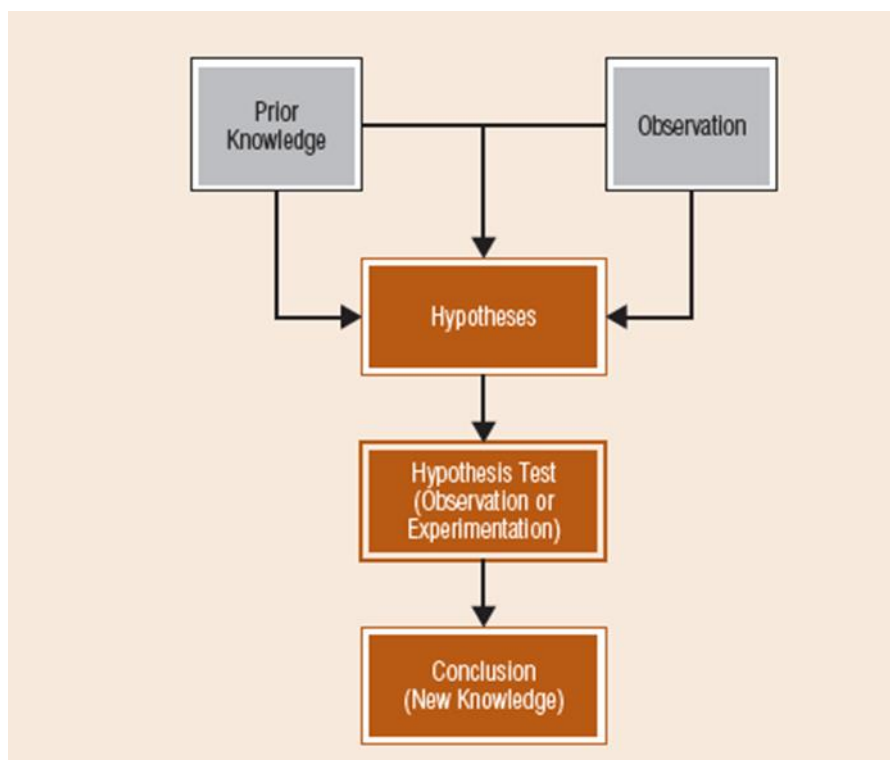 Prior
Knowledge
Observation
Hypotheses
Hypothesis Test
(Observation or
Experimentation)
Conclusion
(New Knowledge)